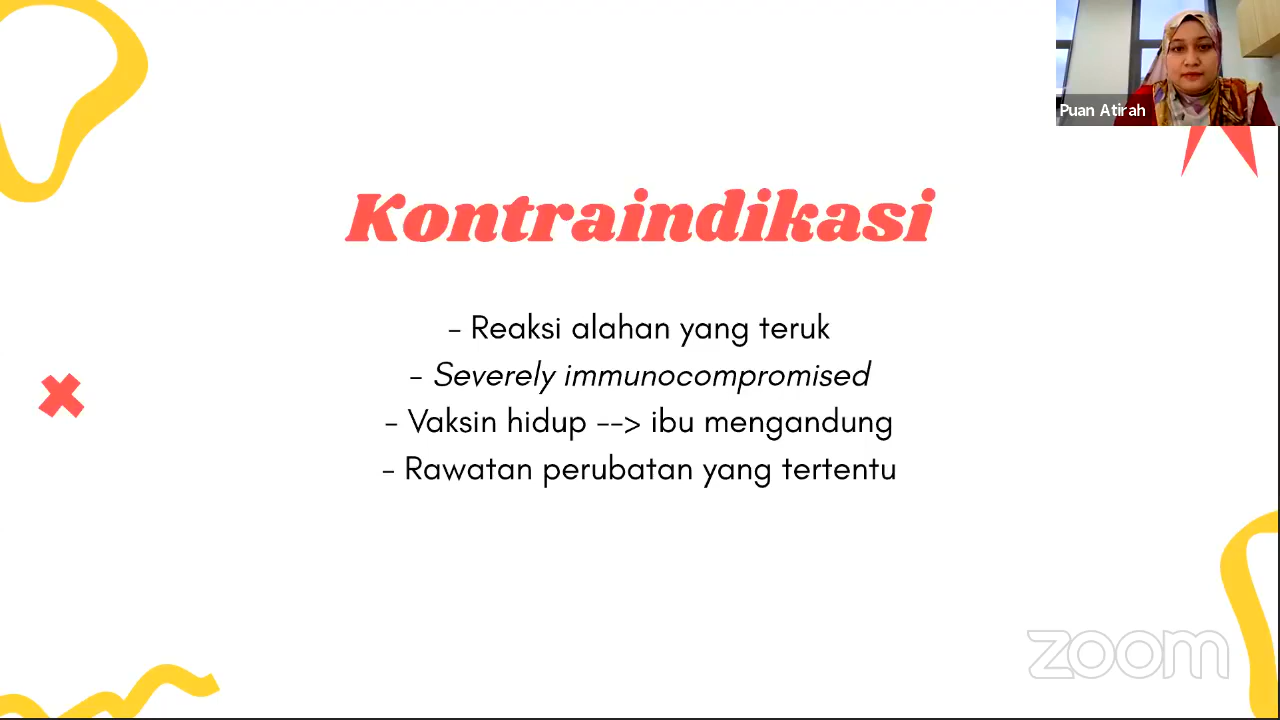 Puan Atirah
Kontraindikasi
- Reaksi alahan yang teruk
- Severely immunocompromised
- Vaksin hidup --> ibu mengandung
- Rawatan perubatan yang tertentu
zoom